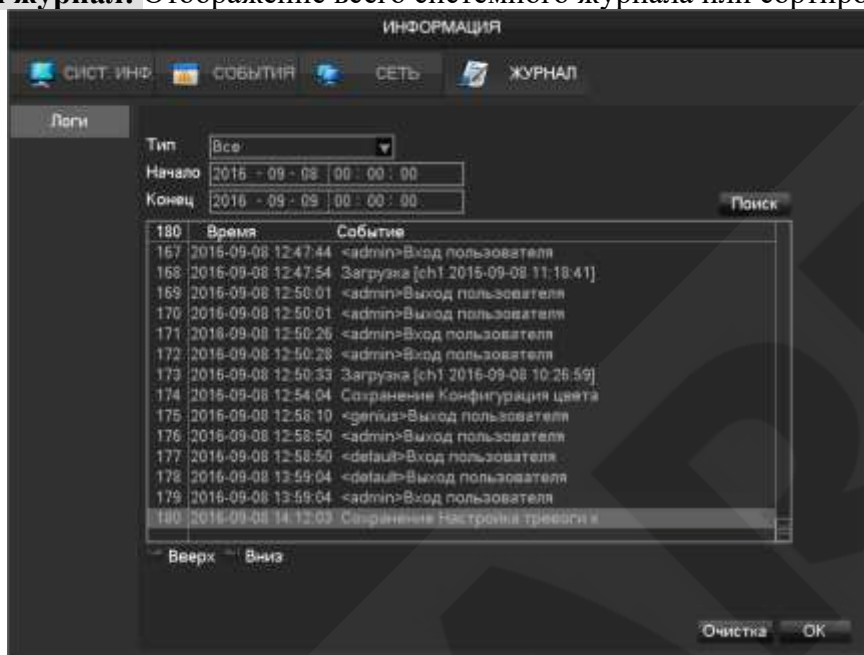 журнал. Отображение всего системного журнала или сортиро
ИНФОРМАЦИЯ
СИСТ. ИНФ СОБЫТИЯ СЕТЬ ЖУРНАЛ
Логи
Тип Все
Начало 2016 - 09 - 08 00 : 00 : 00
Конец 2016 - 09 - 09 00 : 00 : 00
Поиск
180 Время Событие
167 2016-09-08 12:47:44 <admin>Вход пользователя
168 2016-09-08 12:47:54 Загрузка [ch1 2016-09-08 11:18:41]
169 2016-09-08 12:50:01 <admin>Выход пользователя
170 2016-09-08 12:50:01 <admin>Выход пользователя
171 2016-09-08 12:50:26 <admin>Вход пользователя
172 2016-09-08 12:50:28 <admin>Вход пользователя
173 2016-09-08 12:50:33 Загрузка [ch1 2016-09-08 10:26:59]
174 2016-09-08 12:54:04 Сохранение Конфигурация цвета
175 2016-09-08 12:58:10 <genius>Выход пользователя
176 2016-09-08 12:58:50 <admin>Выход пользователя
177 2016-09-08 12:58:50 <default>Вход пользователя
178 2016-09-08 13:59:04 <default>Выход пользователя
179 2016-09-08 13:59:04 <admin>Вход пользователя
180 2016-09-08 14:12:03 Сохранение Настройка тревоги к
Вверх Вниз
Очистка OK